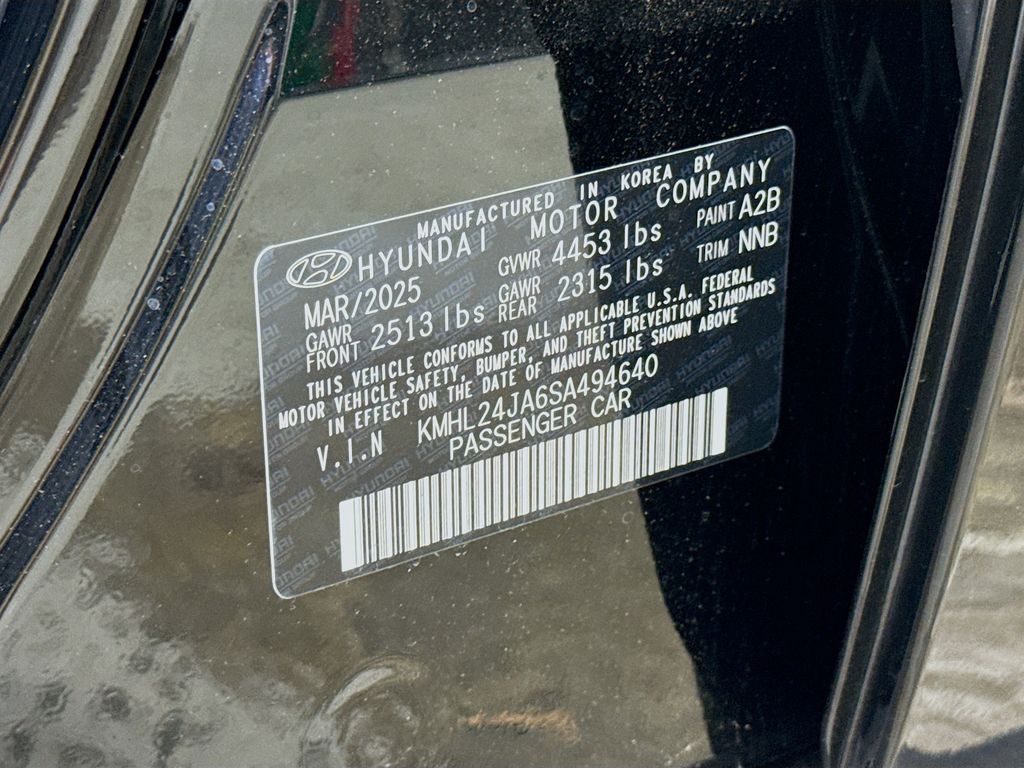 MANUFACTURED IN KOREA BY
HYUNDAI MOTOR COMPANY
MAR/2025 GVWR 4453 lbs PAINT A2B
GAWR FRONT 2513 lbs GAWR REAR 2315 lbs TRIM NNB
THIS VEHICLE CONFORMS TO ALL APPLICABLE U.S.A. FEDERAL
MOTOR VEHICLE SAFETY, BUMPER, AND THEFT PREVENTION STANDARDS
IN EFFECT ON THE DATE OF MANUFACTURE SHOWN ABOVE
V.I.N KMHL24JA6SA494640
PASSENGER CAR